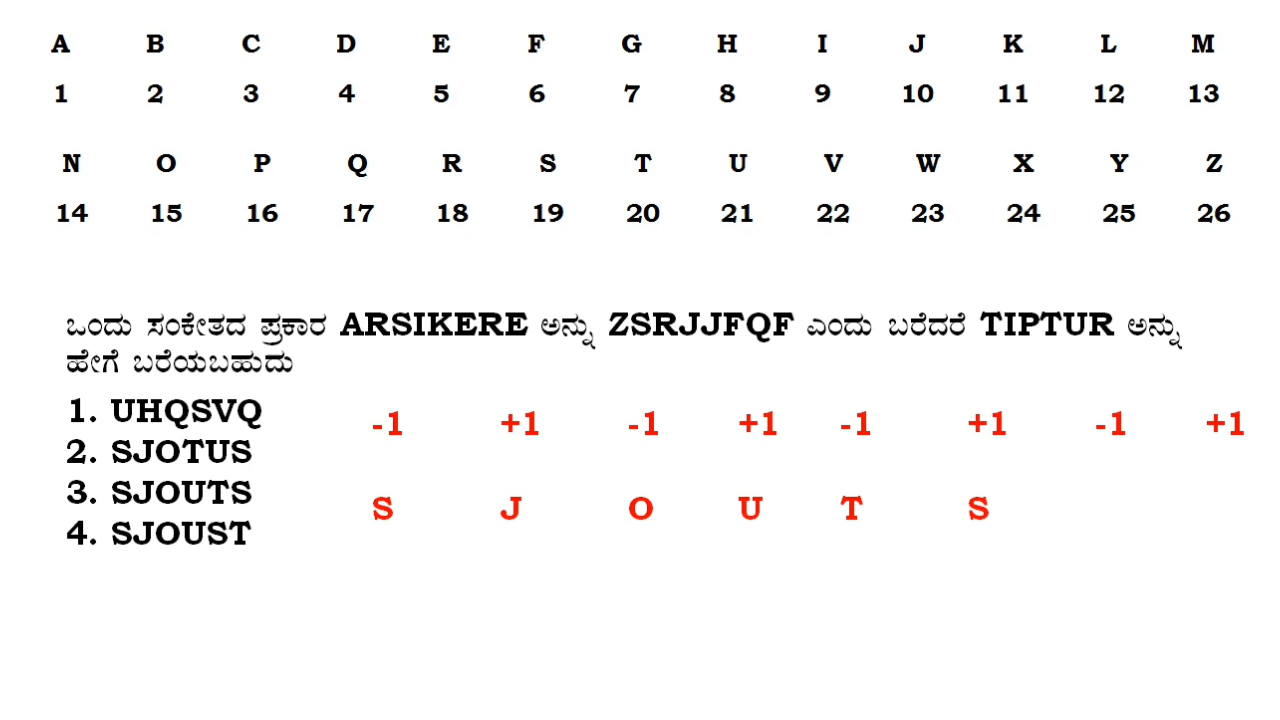 A B C D E F G H I J K L M
1 2 3 4 5 6 7 8 9 10 11 12 13
N O P Q R S T U V W X Y Z
14 15 16 17 18 19 20 21 22 23 24 25 26
ಒಂದು ಸಂಕೇತದ ಪ್ರಕಾರ ARSIKERE ಅನ್ನು ZSRJJFQF ಎಂದು ಬರೆದರೆ TIPTUR ಅನ್ನು
ಹೇಗೆ ಬರೆಯಬಹುದು
1. UHQSVQ
2. SJOTUS
3. SJOUTS
4. SJOUST
-1 +1 -1 +1 -1 +1 -1 +1
S J O U T S